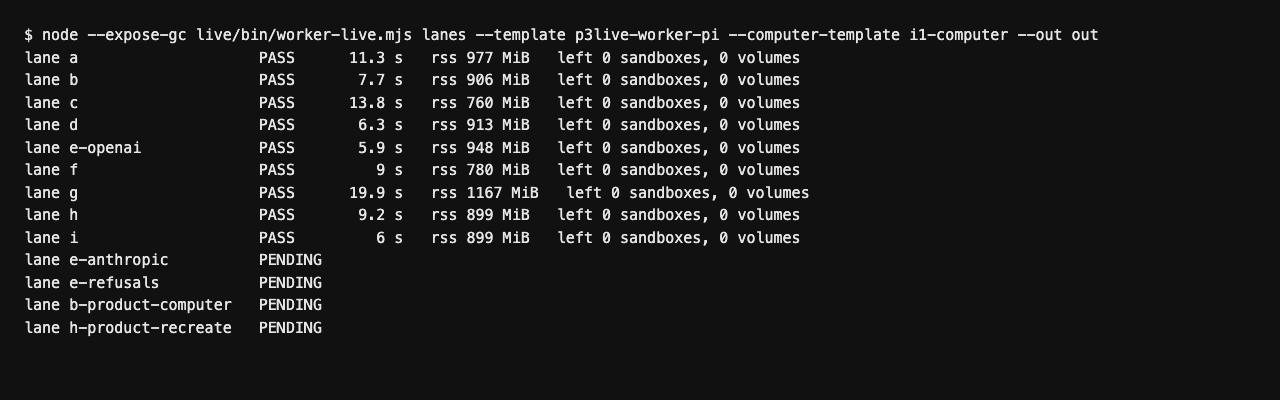 $ node --expose-gc live/bin/worker-live.mjs lanes --template p3live-worker-pi --computer-template i1-computer --out out
lane a                    PASS      11.3 s   rss 977 MiB   left 0 sandboxes, 0 volumes
lane b                    PASS       7.7 s   rss 906 MiB   left 0 sandboxes, 0 volumes
lane c                    PASS      13.8 s   rss 760 MiB   left 0 sandboxes, 0 volumes
lane d                    PASS       6.3 s   rss 913 MiB   left 0 sandboxes, 0 volumes
lane e-openai             PASS       5.9 s   rss 948 MiB   left 0 sandboxes, 0 volumes
lane f                    PASS         9 s   rss 780 MiB   left 0 sandboxes, 0 volumes
lane g                    PASS      19.9 s   rss 1167 MiB   left 0 sandboxes, 0 volumes
lane h                    PASS       9.2 s   rss 899 MiB   left 0 sandboxes, 0 volumes
lane i                    PASS         6 s   rss 899 MiB   left 0 sandboxes, 0 volumes
lane e-anthropic          PENDING
lane e-refusals           PENDING
lane b-product-computer   PENDING
lane h-product-recreate   PENDING